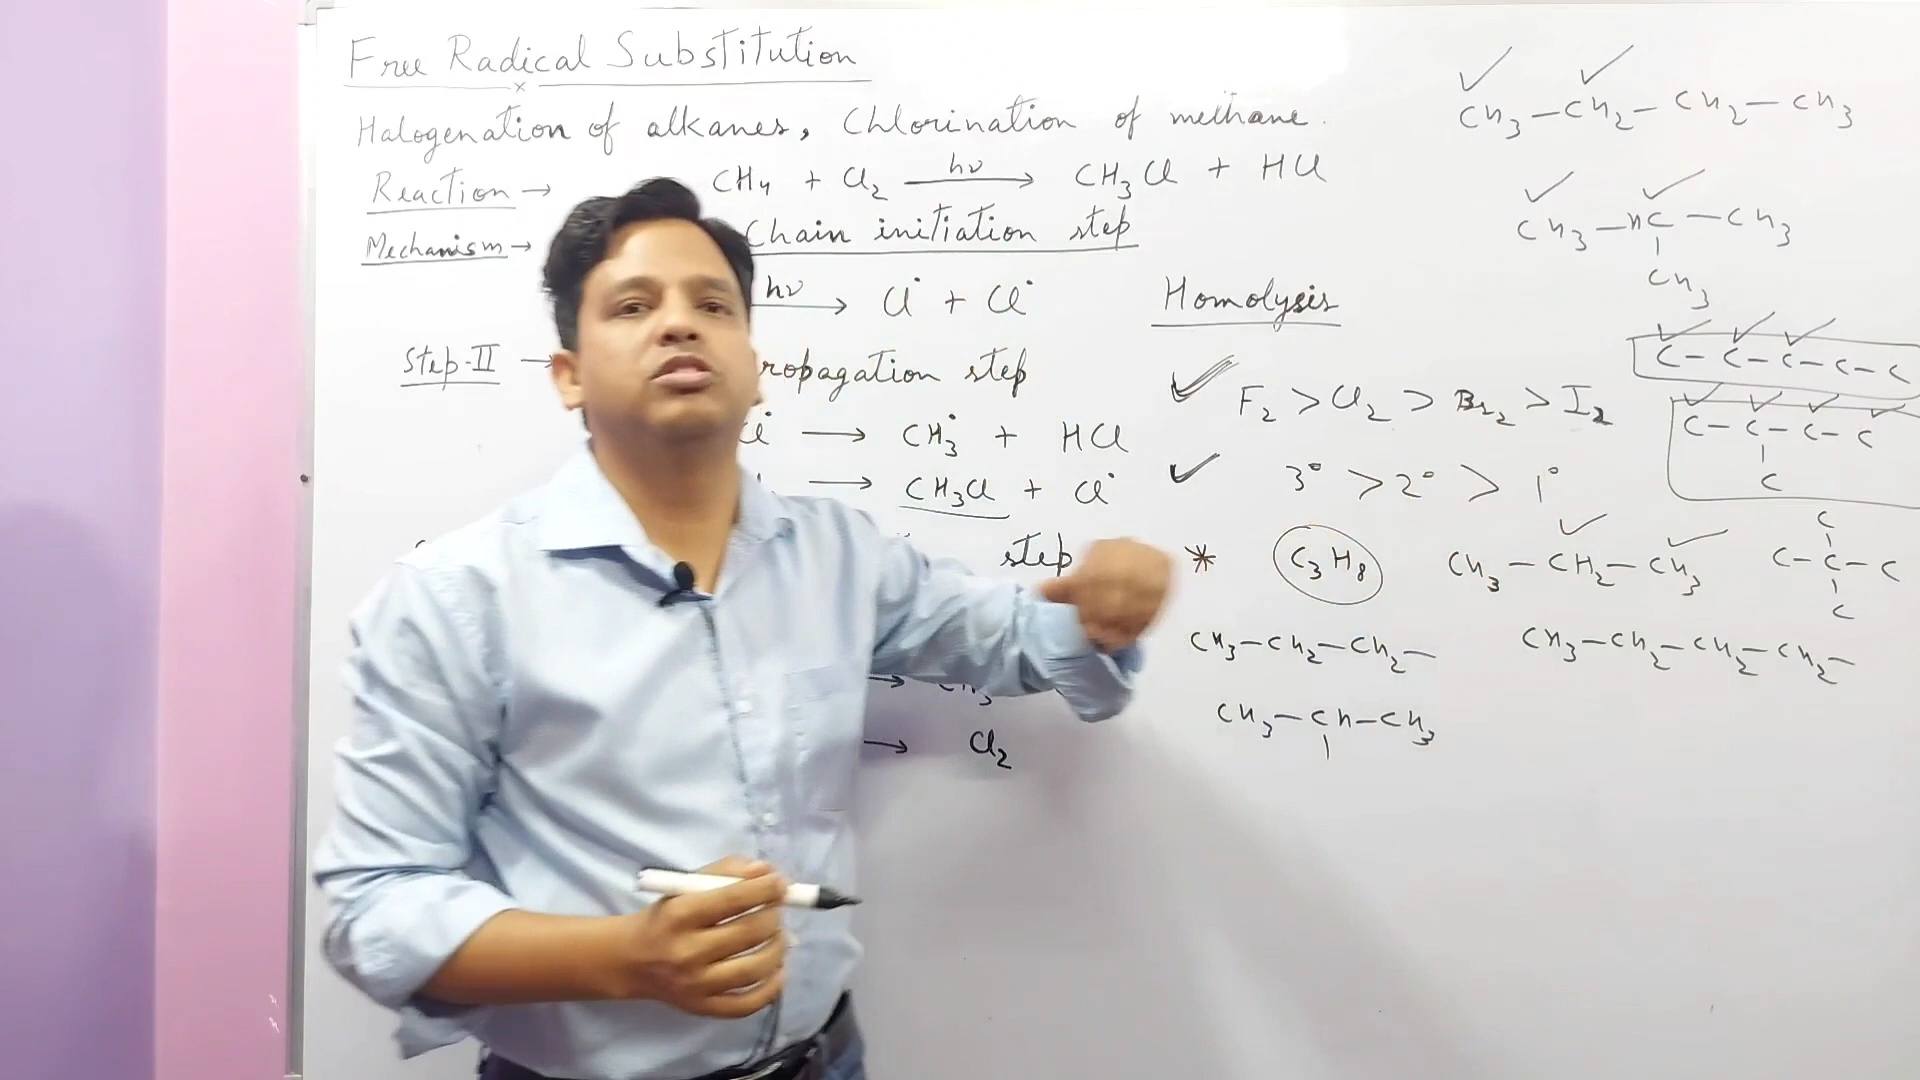 Free Radical Substitution
Halogenation of alkanes, Chlorination of methane.
Reaction → CH4 + Cl2 —hν→ CH3Cl + HCl
Mechanism → Chain initiation step
hν → Cl• + Cl•
Homolysis
Step-II → ropagation step
→ CH3• + HCl
→ CH3Cl + Cl•
step
→ CH3
→ Cl2
F2 > Cl2 > Br2 > I2
3° > 2° > 1°
* C3H8 CH3 – CH2 – CH3
CH3 – CH2 – CH2 –
CH3 – CH – CH3
|
CH3 – CH2 – CH2 – CH3
CH3 – HC – CH3
|
CH3
C – C – C – C – C
C – C – C – C
|
C
C
|
C – C – C
|
C
CH3 – CH2 – CH2 – CH2 –